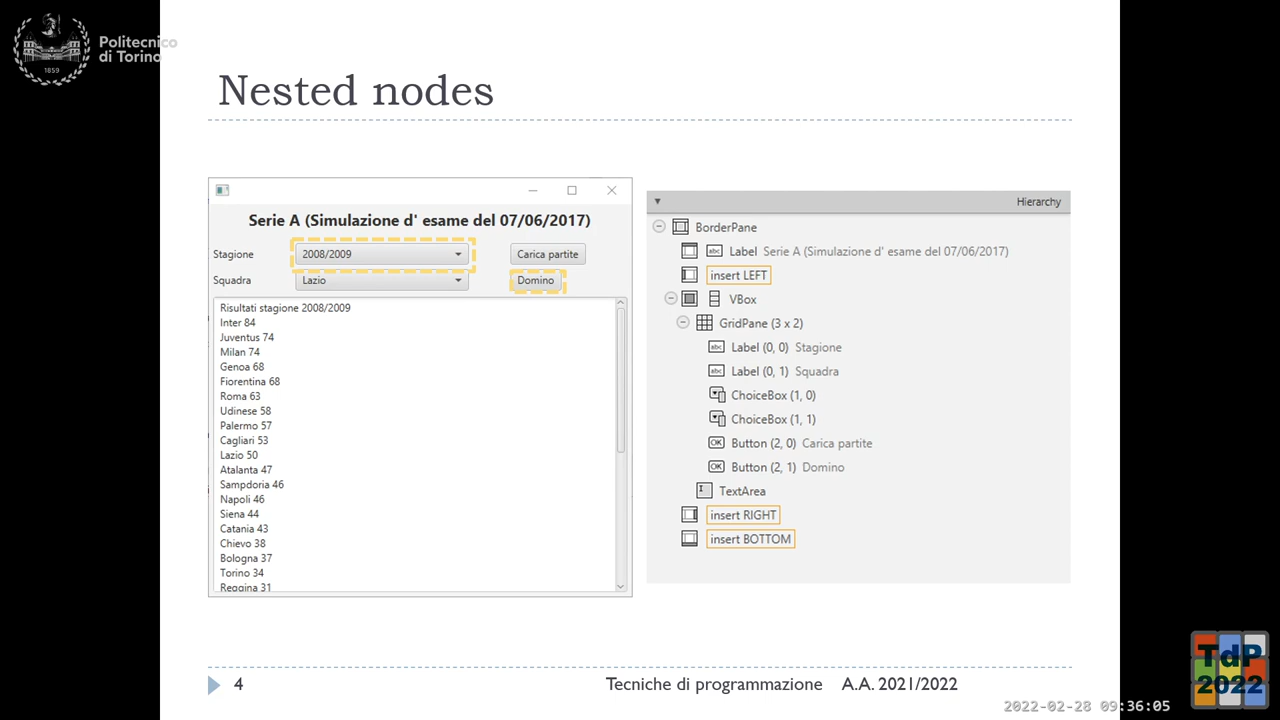 Politecnico
di Torino
1859
Nested nodes
Serie A (Simulazione d' esame del 07/06/2017)
Stagione
2008/2009
Carica partite
Squadra
Lazio
Domino
Risultati stagione 2008/2009
Inter 84
Juventus 74
Milan 74
Genoa 68
Fiorentina 68
Roma 63
Udinese 58
Palermo 57
Cagliari 53
Lazio 50
Atalanta 47
Sampdoria 46
Napoli 46
Siena 44
Catania 43
Chievo 38
Bologna 37
Torino 34
Reggina 31
Hierarchy
BorderPane
abc Label Serie A (Simulazione d' esame del 07/06/2017)
insert LEFT
VBox
GridPane (3 x 2)
abc Label (0, 0) Stagione
abc Label (0, 1) Squadra
ChoiceBox (1, 0)
ChoiceBox (1, 1)
OK Button (2, 0) Carica partite
OK Button (2, 1) Domino
TextArea
insert RIGHT
insert BOTTOM
4
Tecniche di programmazione A.A. 2021/2022
TdP
2022
2022-02-28 09:36:05